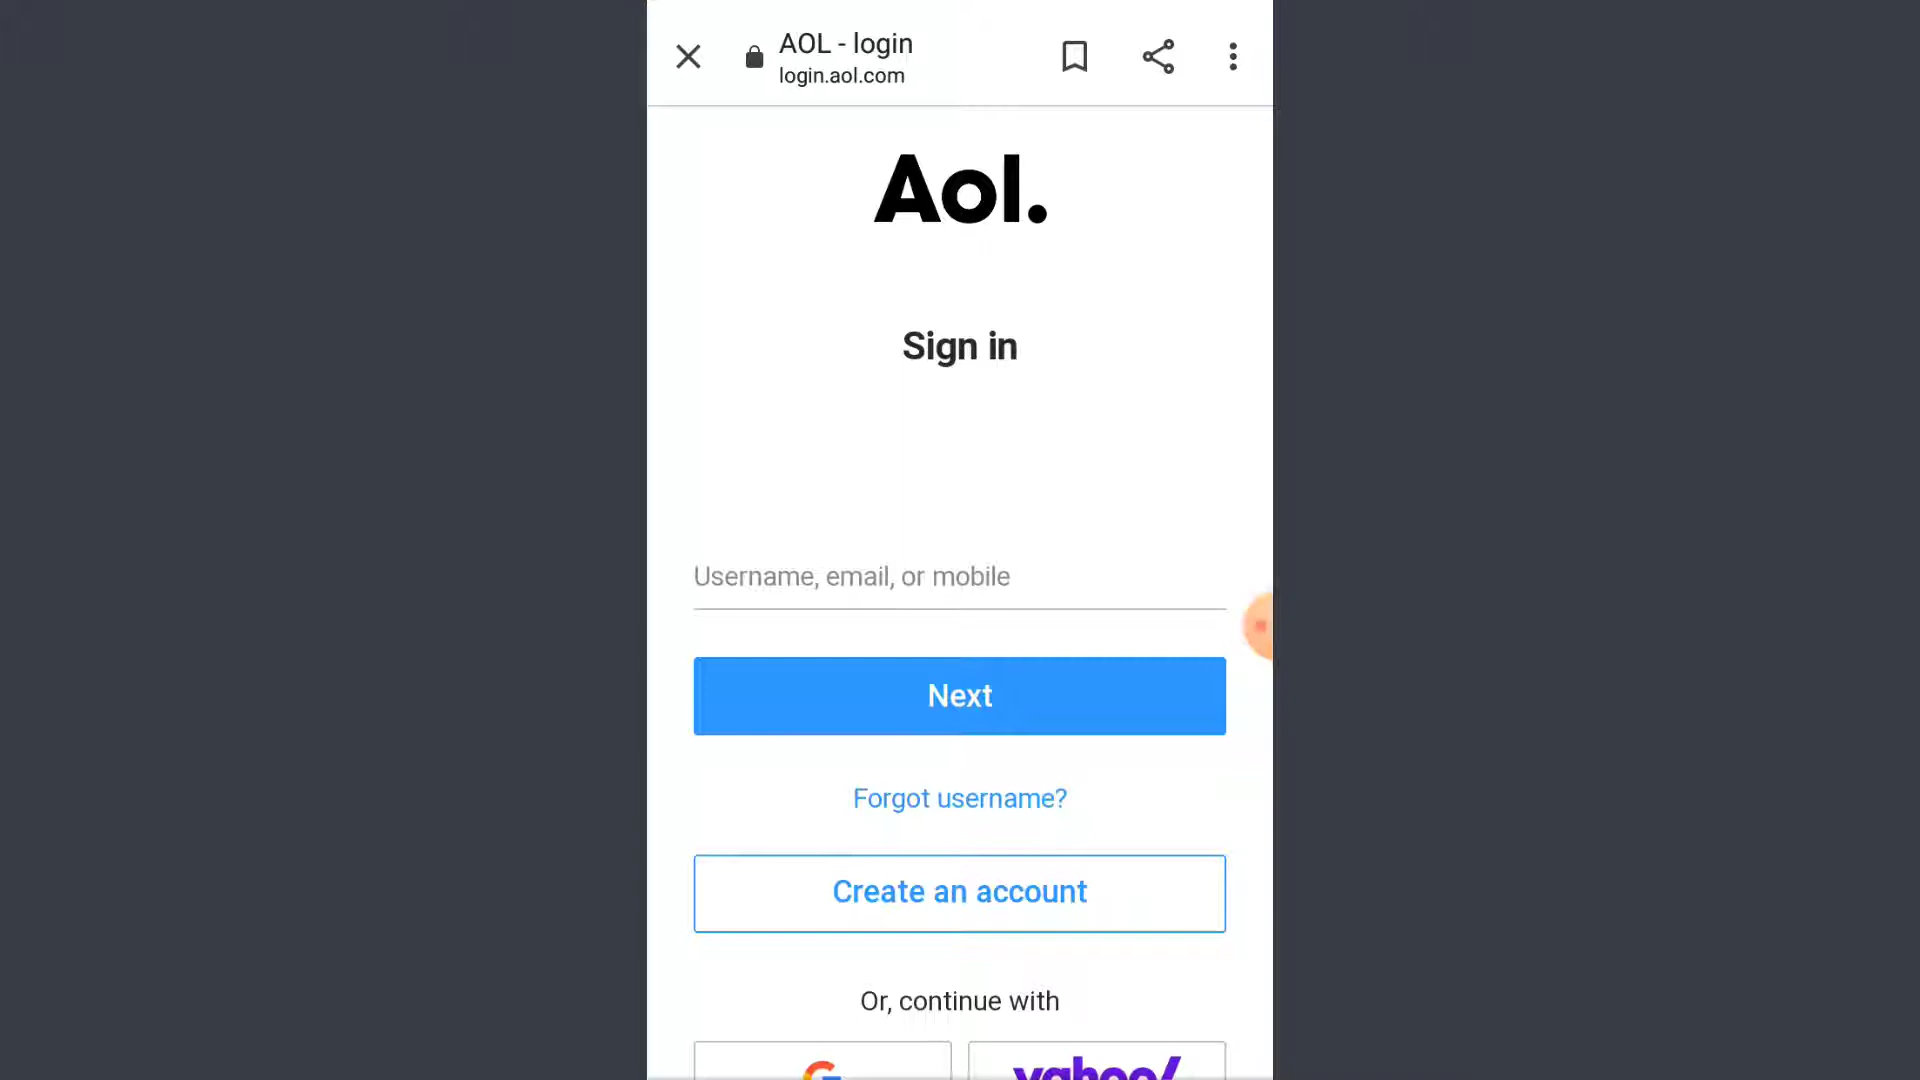 AOL - login
login.aol.com
Aol.
Sign in
Username, email, or mobile
Next
Forgot username?
Create an account
Or, continue with
G yahoo!